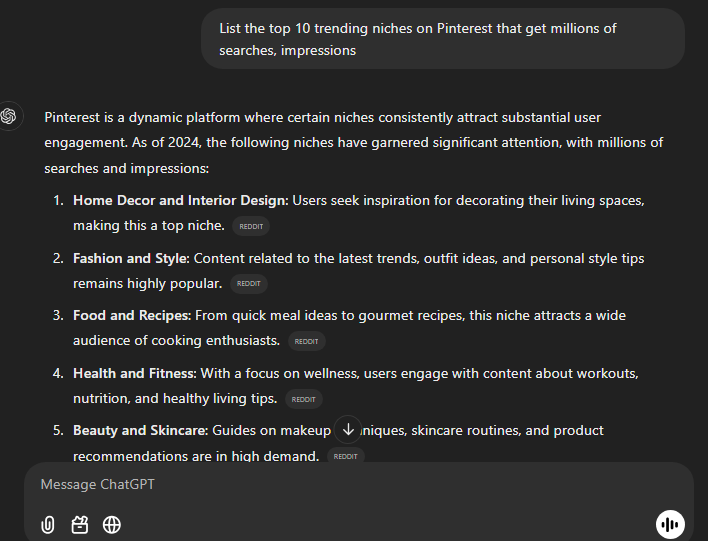 List the top 10 trending niches on Pinterest that get millions of
searches, impressions
Pinterest is a dynamic platform where certain niches consistently attract substantial user
engagement. As of 2024, the following niches have garnered significant attention, with millions of
searches and impressions:
1. Home Decor and Interior Design: Users seek inspiration for decorating their living spaces,
making this a top niche. REDDIT
2. Fashion and Style: Content related to the latest trends, outfit ideas, and personal style tips
remains highly popular. REDDIT
3. Food and Recipes: From quick meal ideas to gourmet recipes, this niche attracts a wide
audience of cooking enthusiasts. REDDIT
4. Health and Fitness: With a focus on wellness, users engage with content about workouts,
nutrition, and healthy living tips. REDDIT
5. Beauty and Skincare: Guides on makeup niques, skincare routines, and product
recommendations are in high demand. REDDIT
Message ChatGPT